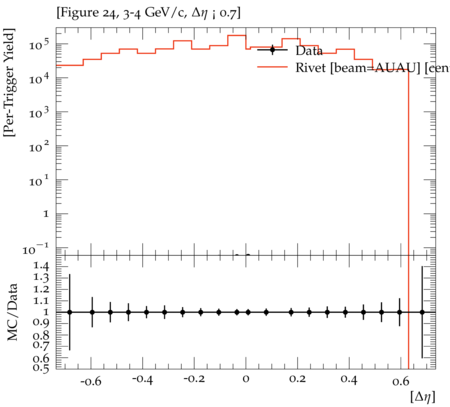 [Figure 24, 3-4 GeV/c, Δη ¡ 0.7]
[Per-Trigger Yield]
10⁵
10⁴
10³
10²
10¹
1
10⁻¹
Data
Rivet [beam=AUAU] [cen
MC/Data
1.4
1.3
1.2
1.1
1
0.9
0.8
0.7
0.6
0.5
-0.6 -0.4 -0.2 0 0.2 0.4 0.6
[Δη]